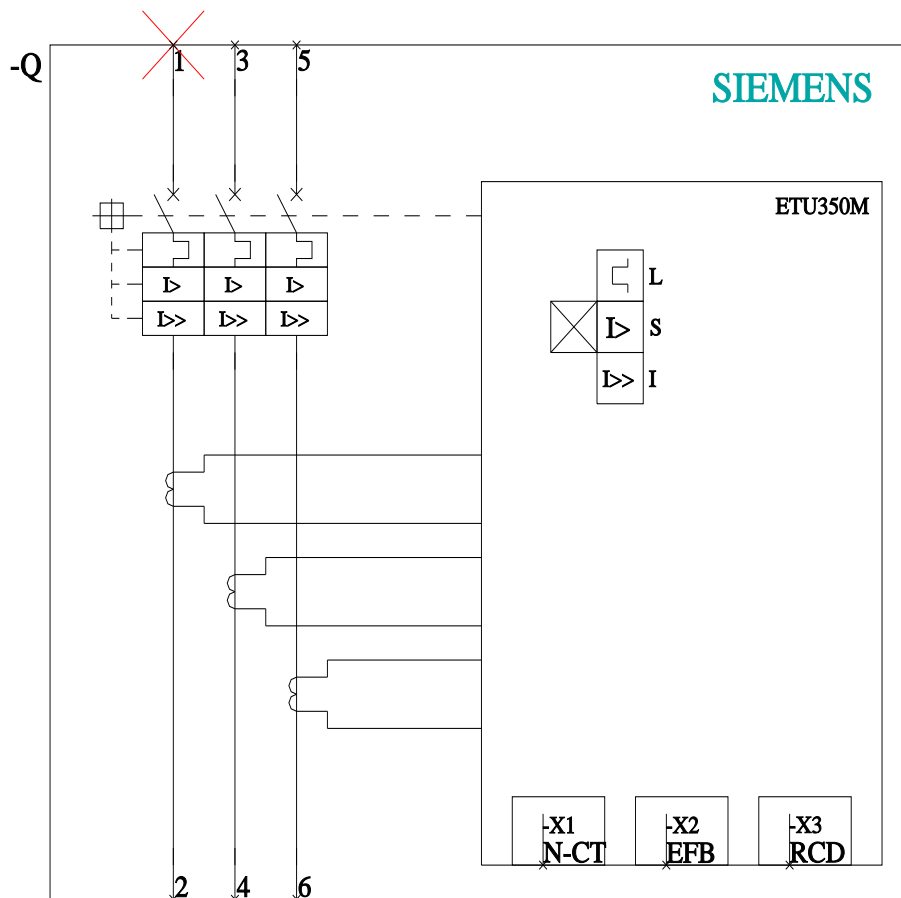 1 3 5
-Q
SIEMENS
ETU350M
L
I> I> I> 
I> S
I>> I>> I>>
I>> I
-X1 -X2 -X3
N-CT EFB RCD
2 4 6